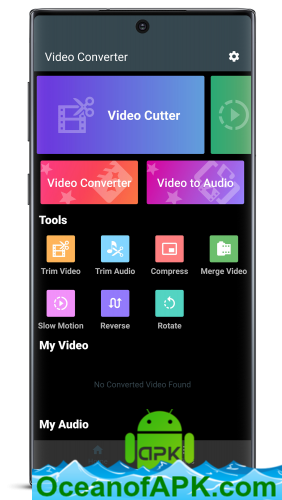 Video Converter
Video Cutter
Video Converter
Video to Audio
Tools
Trim Video
Trim Audio
Compress
Merge Video
Slow Motion
Reverse
Rotate
My Video
No Converted Video Found
My Audio
APK
OceanofAPK.com